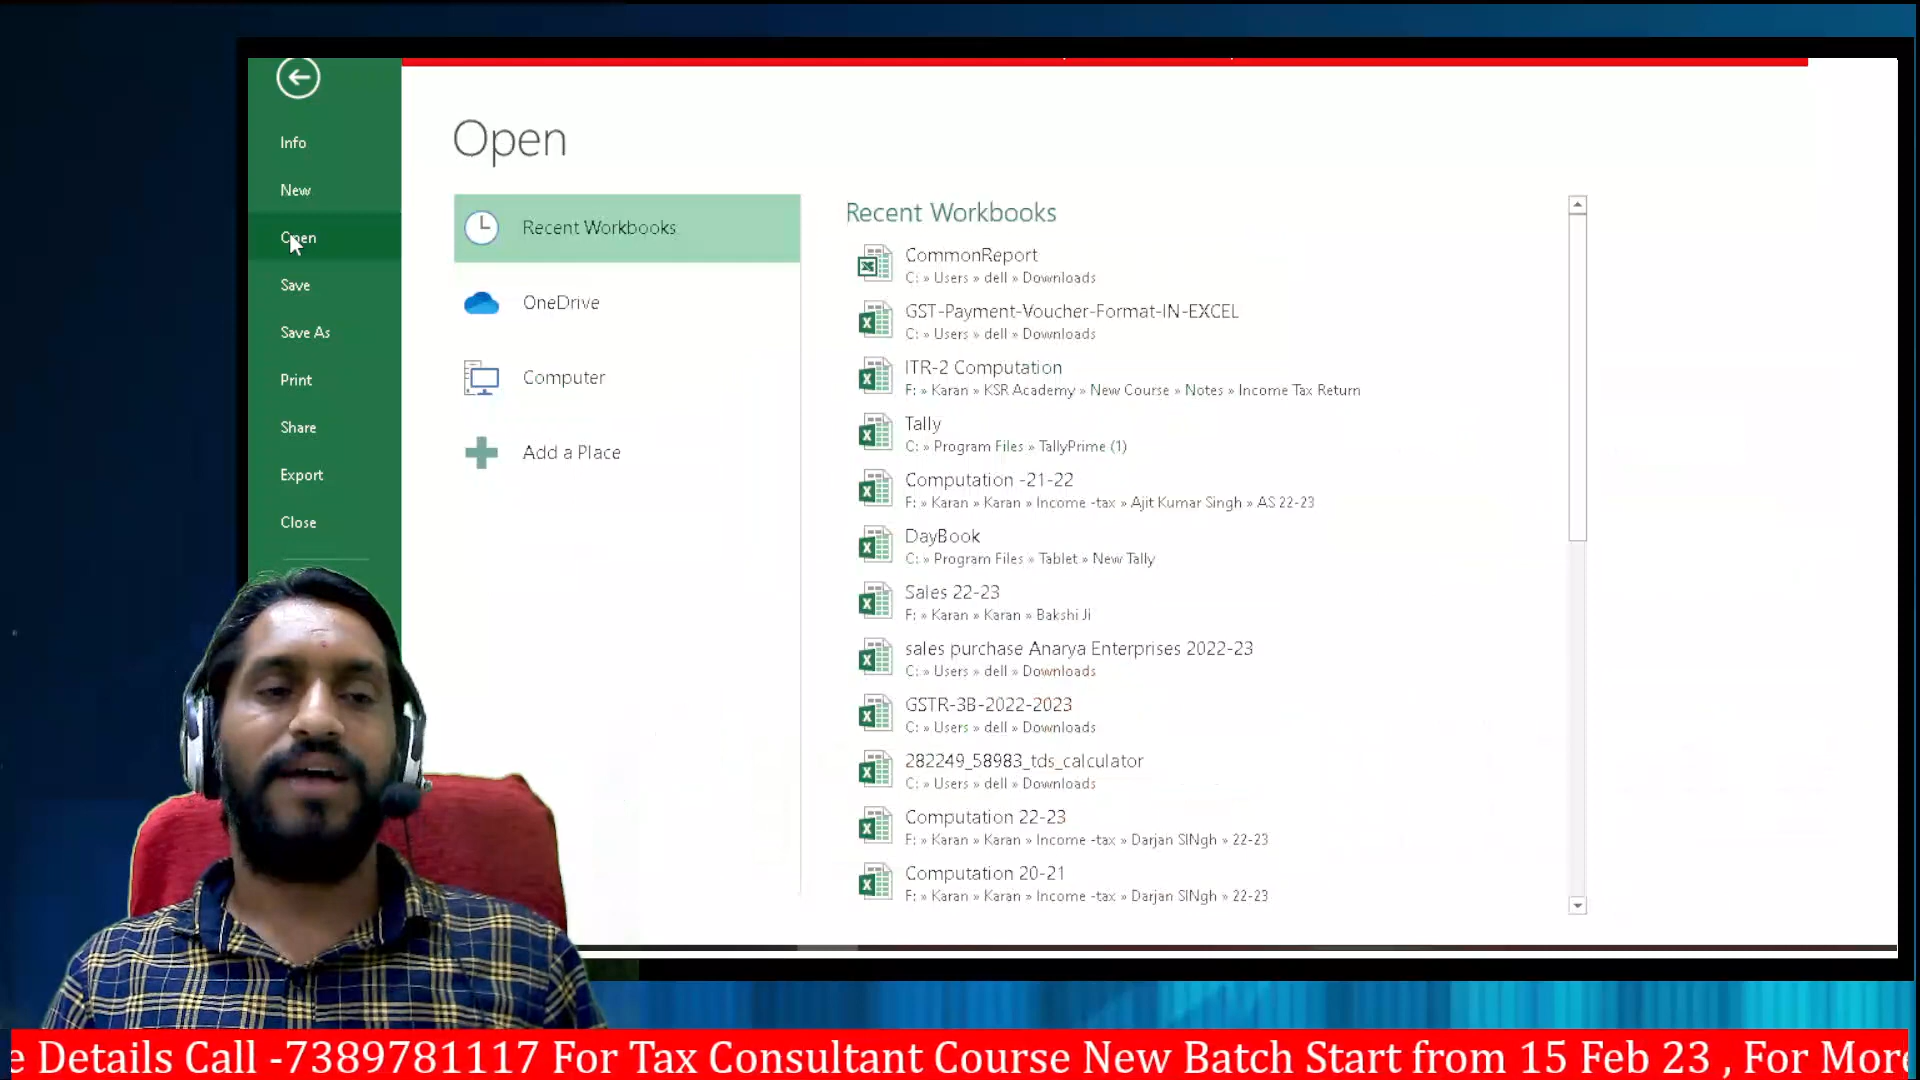 Info
New
Open
Save
Save As
Print
Share
Export
Close
Open
Recent Workbooks
OneDrive
Computer
Add a Place
Recent Workbooks
CommonReport
C: » Users » dell » Downloads
GST-Payment-Voucher-Format-IN-EXCEL
C: » Users » dell » Downloads
ITR-2 Computation
F: » Karan » KSR Academy » New Course » Notes » Income Tax Return
Tally
C: » Program Files » TallyPrime (1)
Computation -21-22
F: » Karan » Karan » Income -tax » Ajit Kumar Singh » AS 22-23
DayBook
C: » Program Files » Tablet » New Tally
Sales 22-23
F: » Karan » Karan » Bakshi Ji
sales purchase Anarya Enterprises 2022-23
C: » Users » dell » Downloads
GSTR-3B-2022-2023
C: » Users » dell » Downloads
282249_58983_tds_calculator
C: » Users » dell » Downloads
Computation 22-23
F: » Karan » Karan » Income -tax » Darjan SINgh » 22-23
Computation 20-21
F: » Karan » Karan » Income -tax » Darjan SINgh » 22-23
e Details Call -7389781117 For Tax Consultant Course New Batch Start from 15 Feb 23 , For More